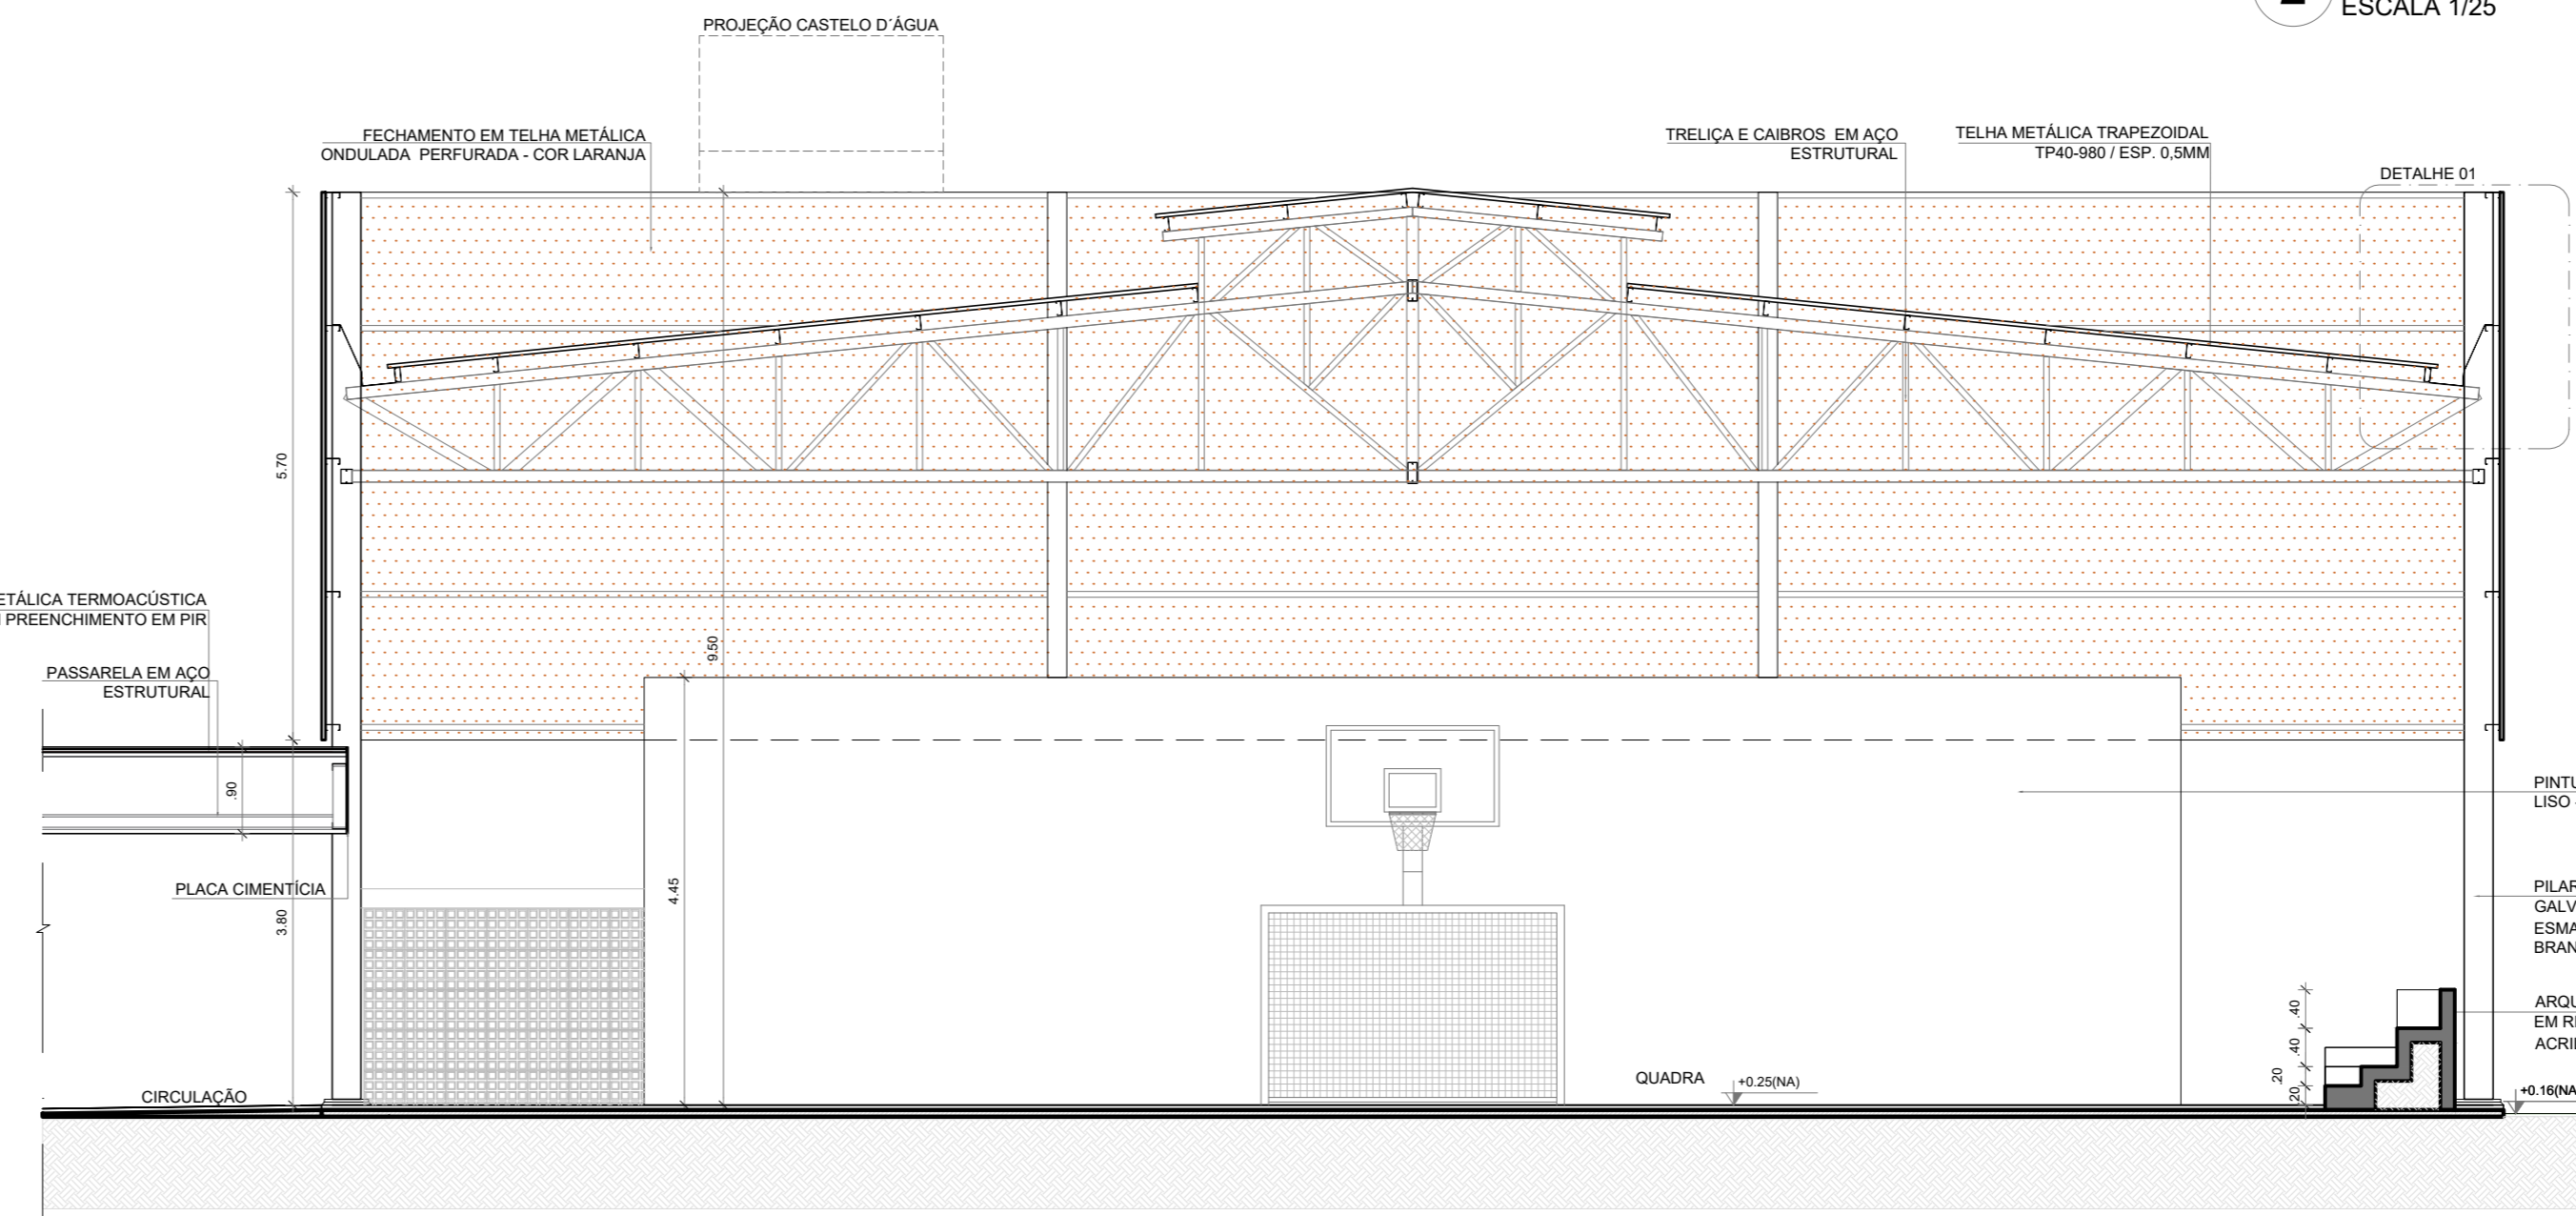 ESCALA 1/25
PROJEÇÃO CASTELO D´ÁGUA
FECHAMENTO EM TELHA METÁLICA
ONDULADA PERFURADA - COR LARANJA
TRELIÇA E CAIBROS EM AÇO
ESTRUTURAL
TELHA METÁLICA TRAPEZOIDAL
TP40-980 / ESP. 0,5MM
DETALHE 01
5.70
9.50
ETÁLICA TERMOACÚSTICA
PREENCHIMENTO EM PIR
PASSARELA EM AÇO
ESTRUTURAL
.90
PINTU
LISO
4.45
3.80
PLACA CIMENTÍCIA
PILAR
GALV
ESMA
BRAN
.40
.40
.20
.20
ARQU
EM RE
ACRIL
CIRCULAÇÃO
QUADRA
+0.25(NA)
+0.16(NA